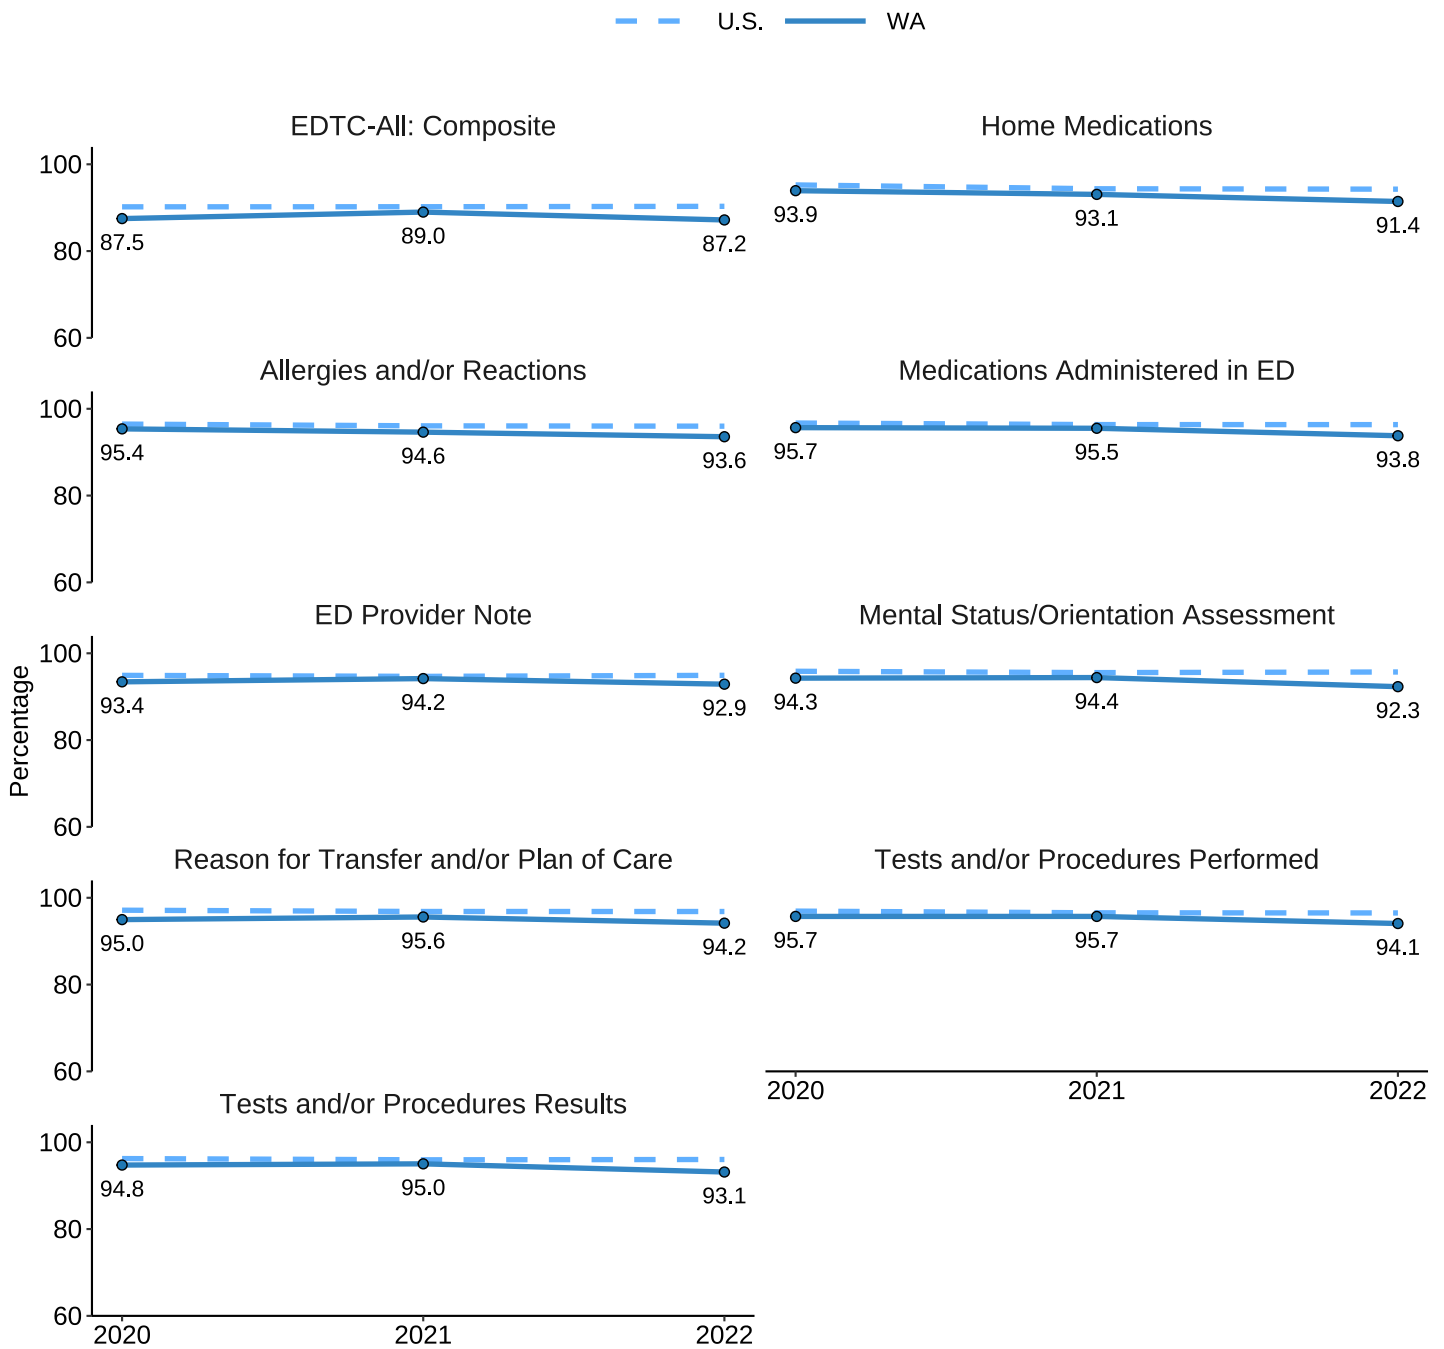 U.S. WA
EDTC-All: Composite
100
80
60
87.5 89.0 87.2
Home Medications
93.9 93.1 91.4
Allergies and/or Reactions
100
80
60
95.4 94.6 93.6
Medications Administered in ED
95.7 95.5 93.8
Percentage
ED Provider Note
100
80
60
93.4 94.2 92.9
Mental Status/Orientation Assessment
94.3 94.4 92.3
Reason for Transfer and/or Plan of Care
100
80
60
95.0 95.6 94.2
Tests and/or Procedures Performed
95.7 95.7 94.1
2020 2021 2022
Tests and/or Procedures Results
100
80
60
94.8 95.0 93.1
2020 2021 2022